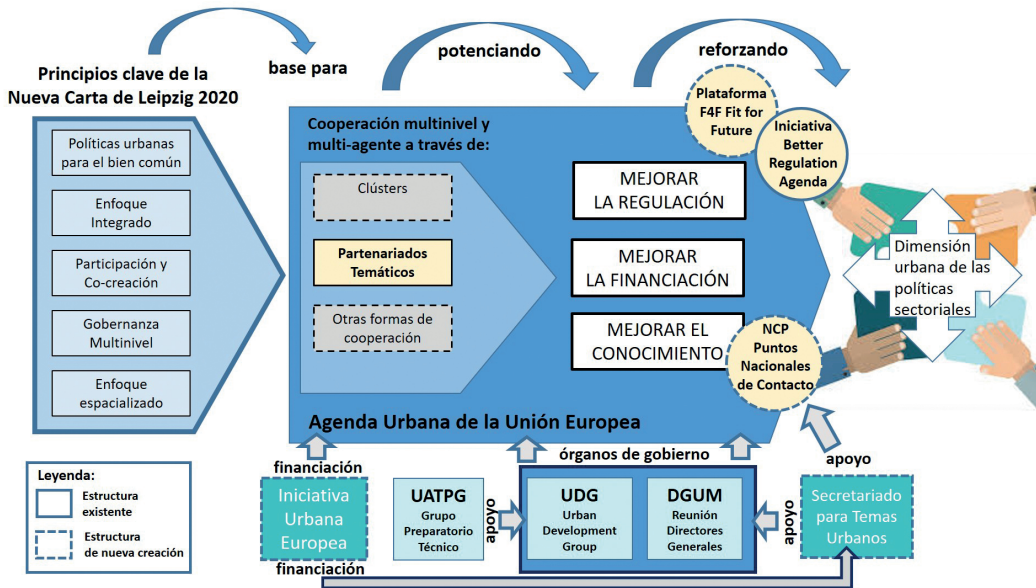 base para
potenciando
reforzando
Principios clave de la
Nueva Carta de Leipzig 2020
Políticas urbanas
para el bien común
Enfoque
Integrado
Participación y
Co-creación
Gobernanza
Multinivel
Enfoque
espacializado
Cooperación multinivel y
multi-agente a través de:
Clústers
Partenariados
Temáticos
Otras formas de
cooperación
MEJORAR
LA REGULACIÓN
MEJORAR
LA FINANCIACIÓN
MEJORAR EL
CONOCIMIENTO
Plataforma
F4F Fit for
Future
Iniciativa
Better
Regulation
Agenda
NCP
Puntos
Nacionales
de Contacto
Dimensión
urbana de las
políticas
sectoriales
Agenda Urbana de la Unión Europea
Leyenda:
Estructura
existente
Estructura
de nueva creación
financiación
Iniciativa
Urbana
Europea
financiación
UATPG
Grupo
Preparatorio
Técnico
apoyo
órganos de gobierno
UDG
Urban
Development
Group
DGUM
Reunión
Directores
Generales
apoyo
apoyo
Secretariado
para Temas
Urbanos